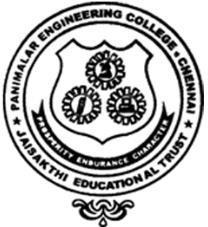 PANIMALAR ENGINEERING COLLEGE • CHENNAI
JAISAKTHI EDUCATIONAL TRUST
PROSPERITY ENDURANCE CHARACTER